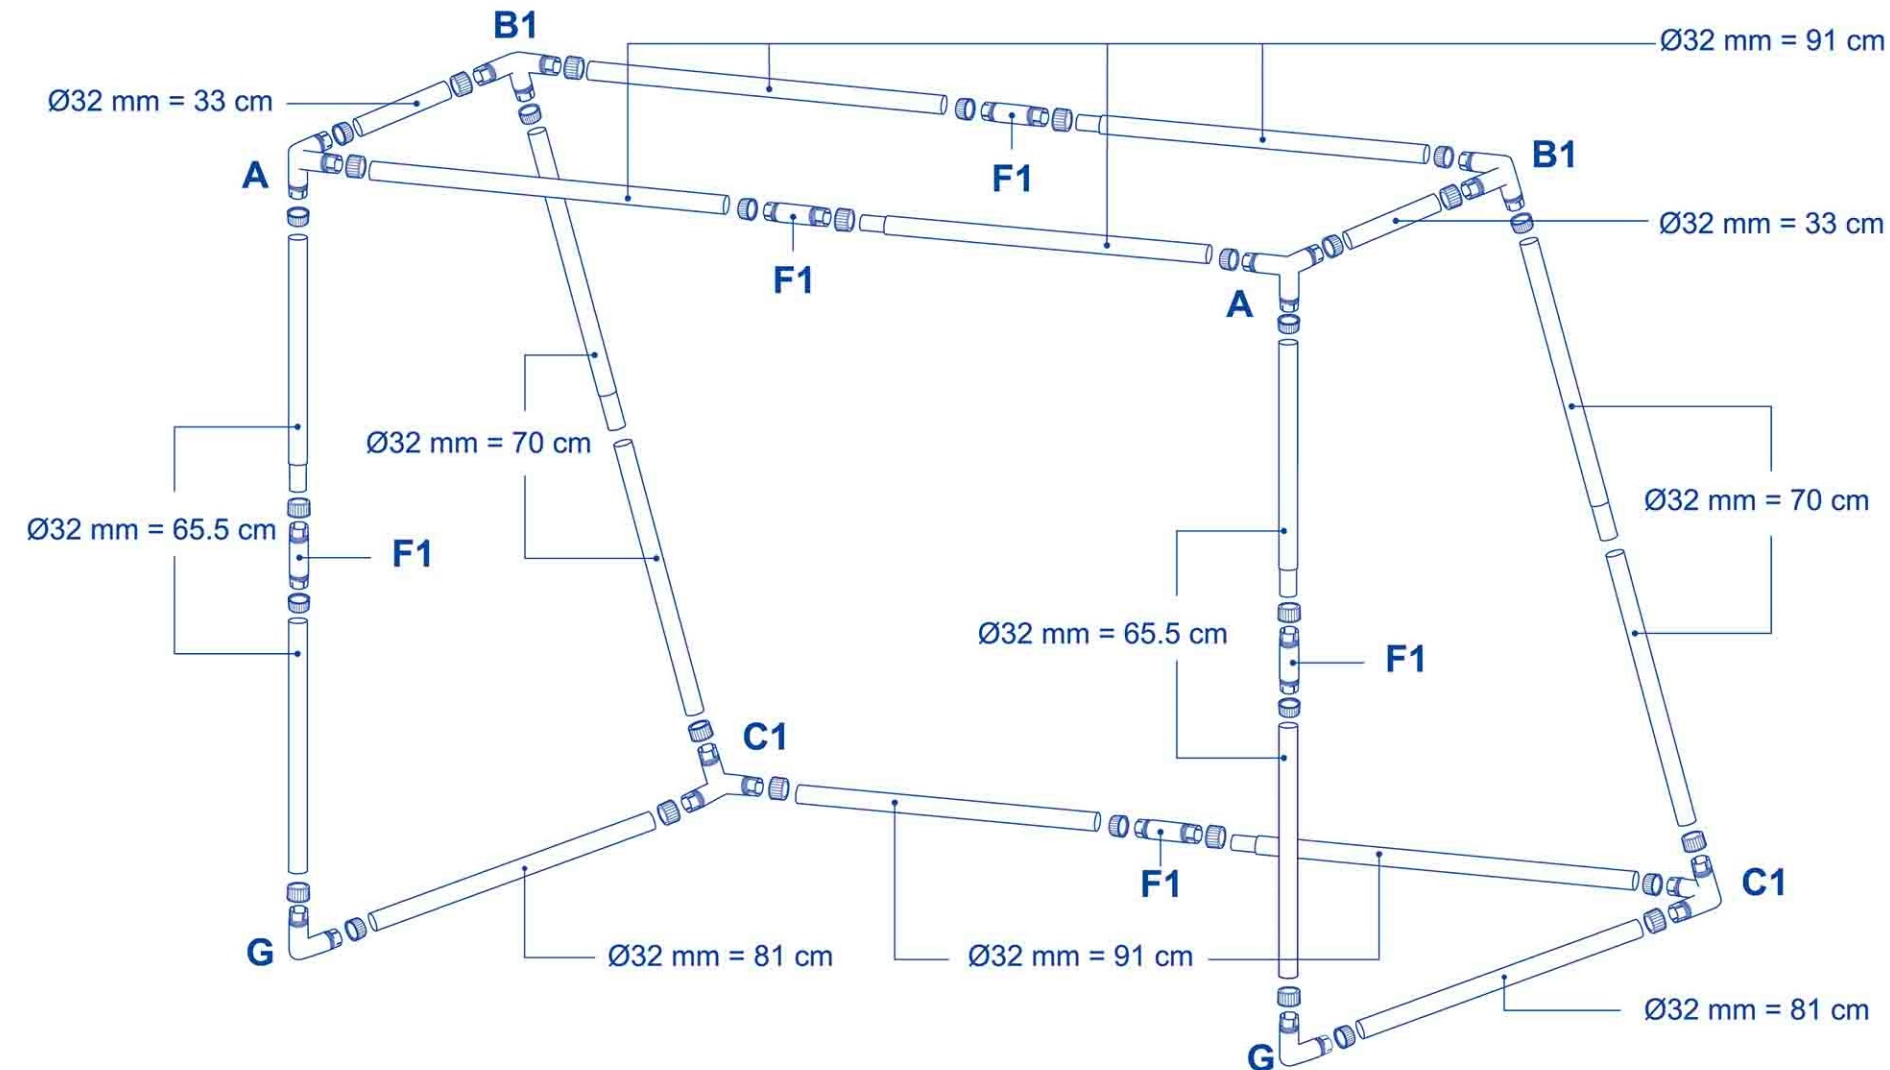 B1
Ø32 mm = 91 cm
Ø32 mm = 33 cm
A
F1
B1
F1
Ø32 mm = 33 cm
A
Ø32 mm = 70 cm
Ø32 mm = 70 cm
Ø32 mm = 65.5 cm
F1
Ø32 mm = 65.5 cm
F1
C1
F1
C1
G
Ø32 mm = 81 cm
Ø32 mm = 91 cm
Ø32 mm = 81 cm
G